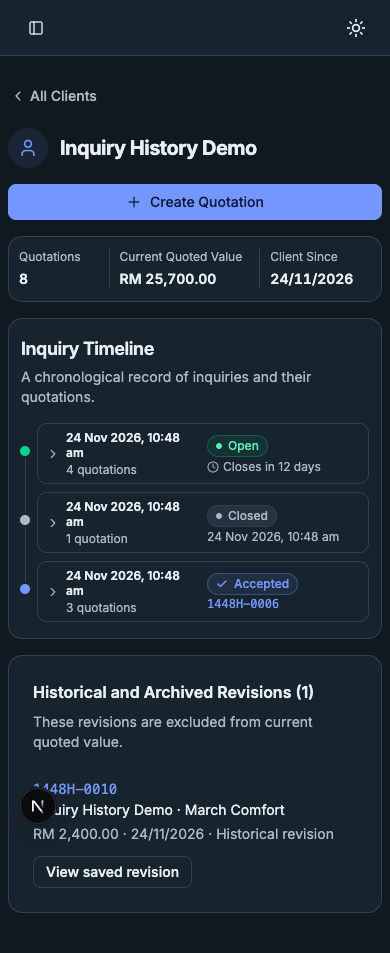 All Clients
Inquiry History Demo
Create Quotation
Quotations
8
Current Quoted Value
RM 25,700.00
Client Since
24/11/2026
Inquiry Timeline
A chronological record of inquiries and their
quotations.
24 Nov 2026, 10:48
am
4 quotations
Open
Closes in 12 days
24 Nov 2026, 10:48
am
1 quotation
Closed
24 Nov 2026, 10:48 am
24 Nov 2026, 10:48
am
3 quotations
Accepted
1448H-0006
Historical and Archived Revisions (1)
These revisions are excluded from current
quoted value.
1448H-0010
N
History Demo · March Comfort
RM 2,400.00 · 24/11/2026 · Historical revision
View saved revision